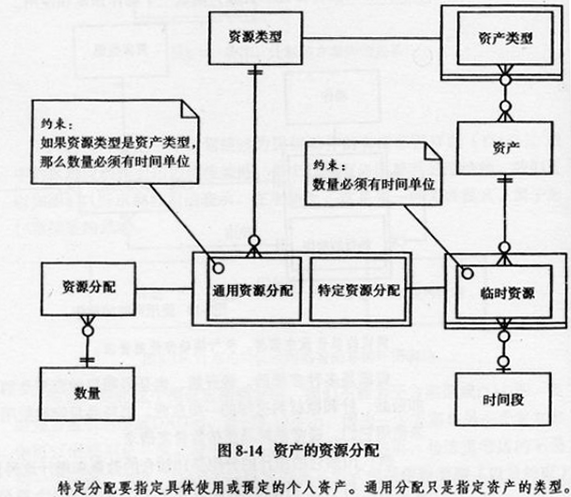 资源类型
资产类型
约束：
如果资源类型是资产类型，
那么数量必须有时间单位
约束：
数量必须有时间单位
资产
资源分配
通用资源分配
特定资源分配
临时资源
数量
时间段
图 8-14 资产的资源分配
特定分配要指定具体使用或预定的个人资产。通用分配只是指定资产的类型。